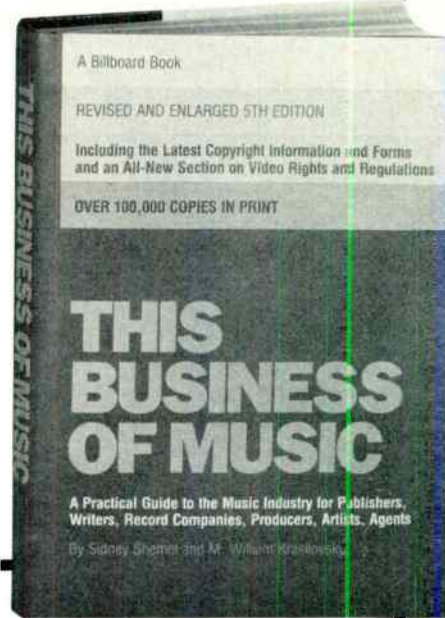 A Billboard Book
REVISED AND ENLARGED 5TH EDITION
Including the Latest Copyright Information and Forms
and an All-New Section on Video Rights and Regulations
OVER 100,000 COPIES IN PRINT
THIS BUSINESS OF MUSIC
THIS
BUSINESS
OF MUSIC
A Practical Guide to the Music Industry for Publishers,
Writers, Record Companies, Producers, Artists, Agents
By Sidney Shemel and M. William Krasilovsky